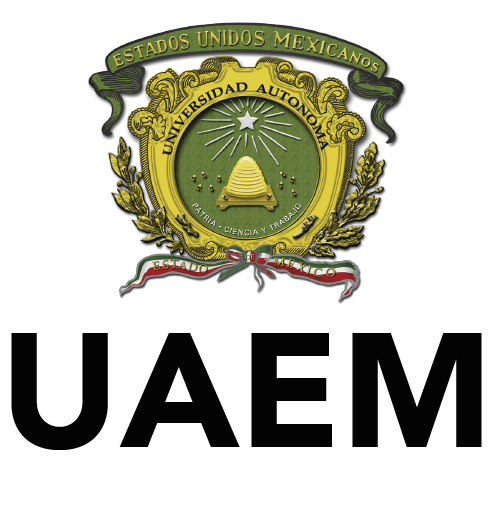 ESTADOS UNIDOS MEXICANOS
UNIVERSIDAD AUTONOMA
PATRIA • CIENCIA Y TRABAJO
DE
ESTADO MEXICO
UAEM